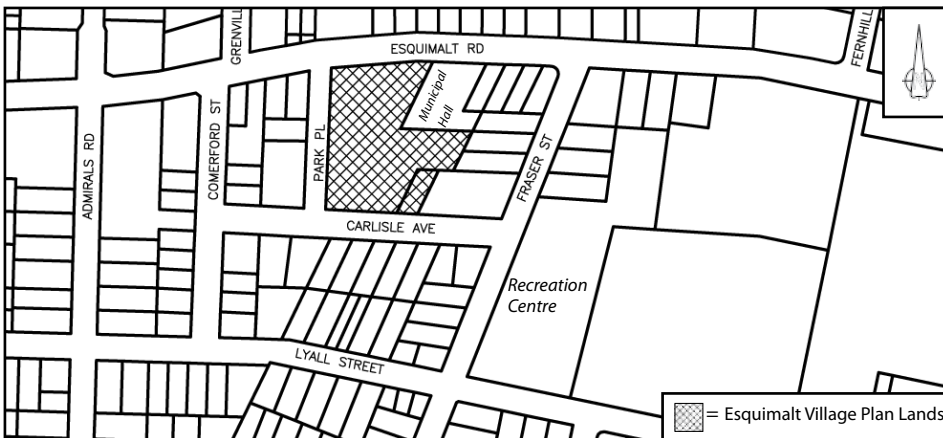 GRENVILLE
ESQUIMALT RD
FERNHILL
Municipal
Hall
COMERFORD ST
PARK PL
ADMIRALS RD
FRASER ST
CARLISLE AVE
Recreation
Centre
LYALL STREET
= Esquimalt Village Plan Lands